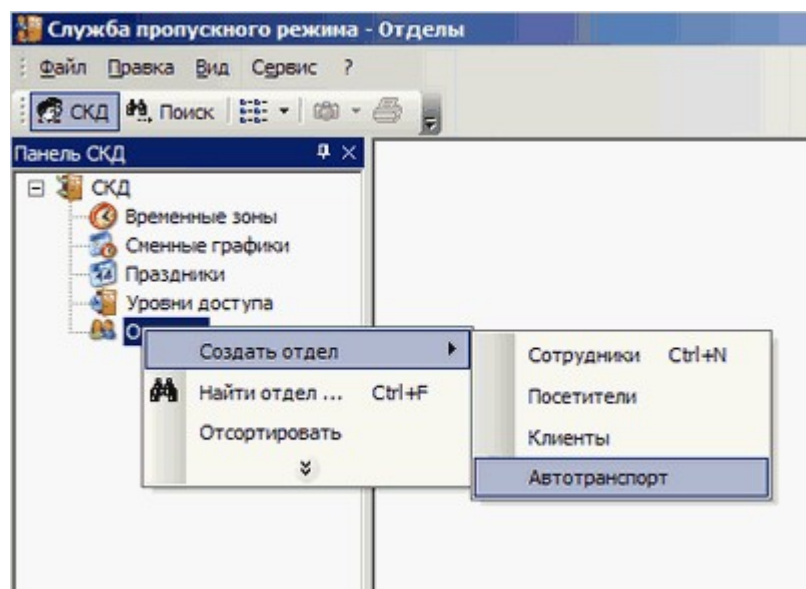 Служба пропускного режима - Отделы
Файл Правка Вид Сервис ?
СКД Поиск
Панель СКД
СКД
Временные зоны
Сменные графики
Праздники
Уровни доступа
Создать отдел
Найти отдел ... Ctrl+F
Отсортировать
Сотрудники Ctrl+N
Посетители
Клиенты
Автотранспорт